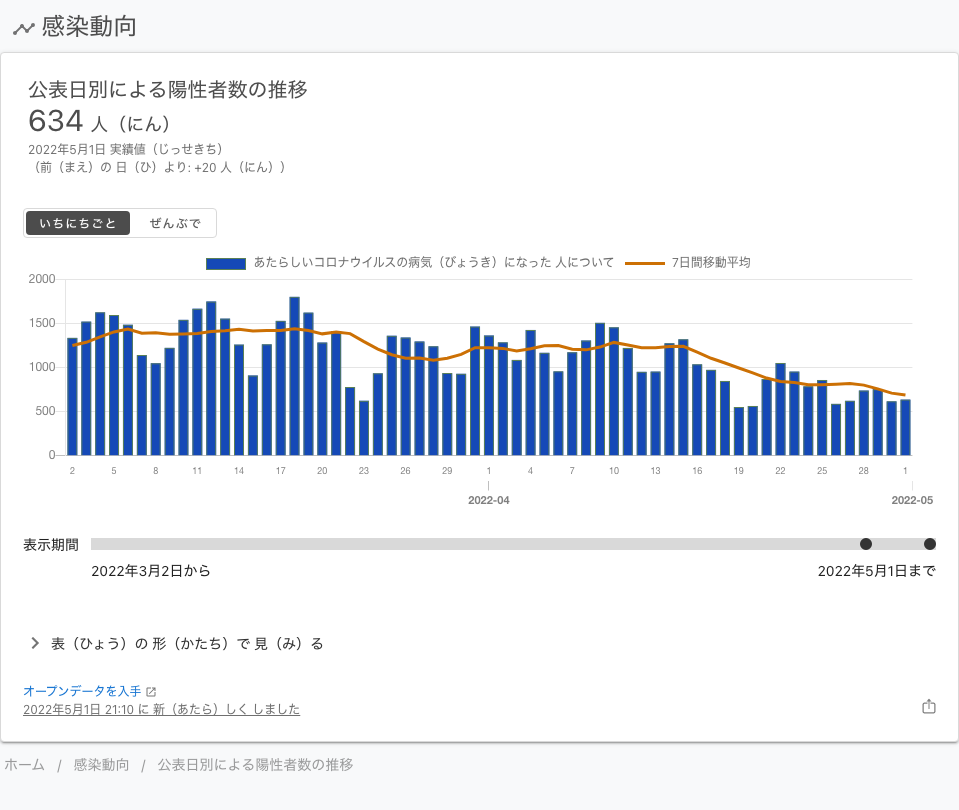 感染動向
公表日別による陽性者数の推移
634 人（にん）
2022年5月1日 実績値（じっせきち）
（前（まえ）の 日（ひ）より: +20 人（にん））
いちにちごと ぜんぶで
あたらしいコロナウイルスの病気（びょうき）になった 人について 7日間移動平均
2000
1500
1000
500
0
2 5 8 11 14 17 20 23 26 29 1 4 7 10 13 16 19 22 25 28 1
2022-04 2022-05
表示期間
2022年3月2日から 2022年5月1日まで
表（ひょう）の 形（かたち）で 見（み）る
オープンデータを入手
2022年5月1日 21:10 に 新（あたら）しく しました
ホーム / 感染動向 / 公表日別による陽性者数の推移